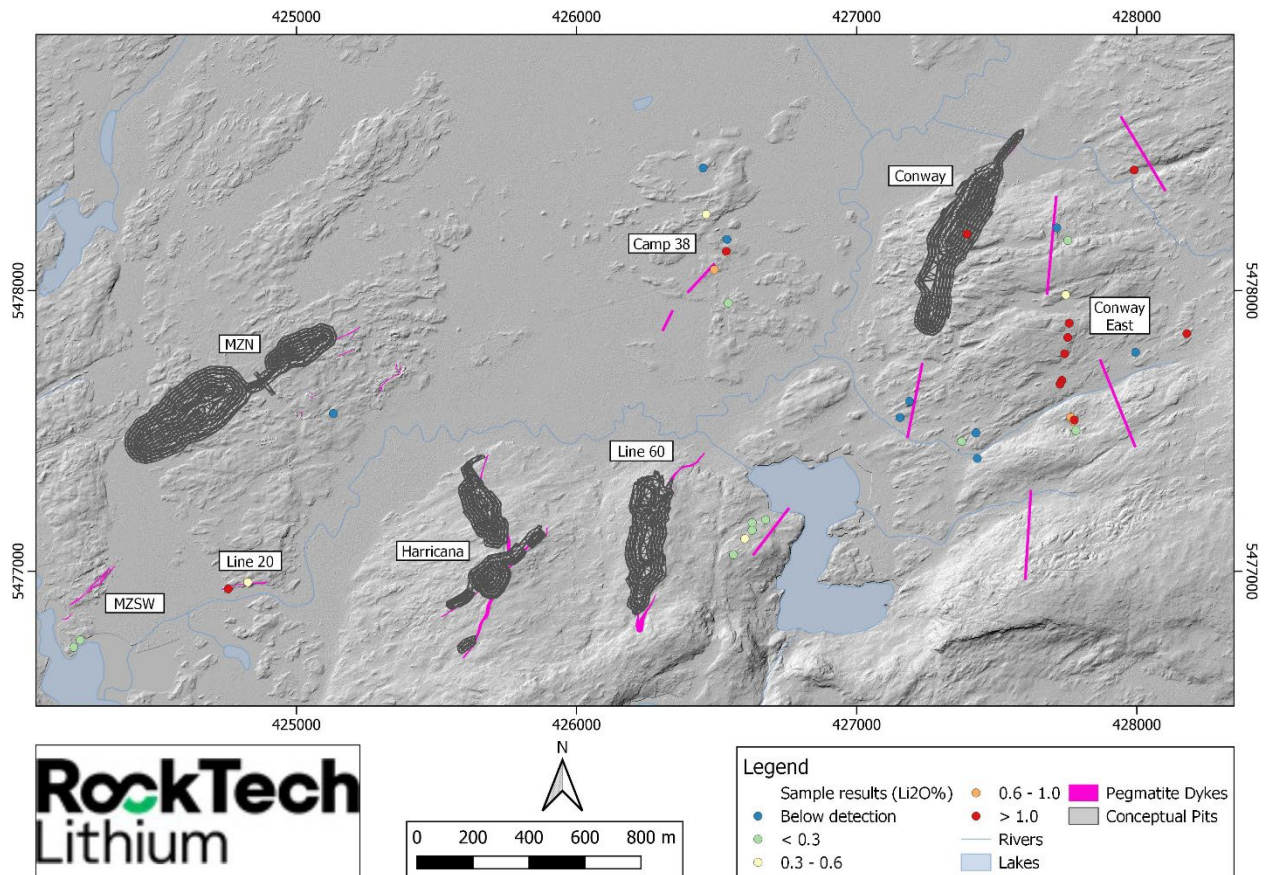 425000 426000 427000 428000
Conway
Camp 38
5478000 5478000
Conway
East
MZN
Line 60
Harricana
Line 20
5477000 5477000
MZSW
425000 426000 427000 428000
RockTech
Lithium
N
0 200 400 600 800 m
Legend
Sample results (Li2O%)
Below detection
< 0.3
0.3 - 0.6
0.6 - 1.0
> 1.0
Rivers
Lakes
Pegmatite Dykes
Conceptual Pits